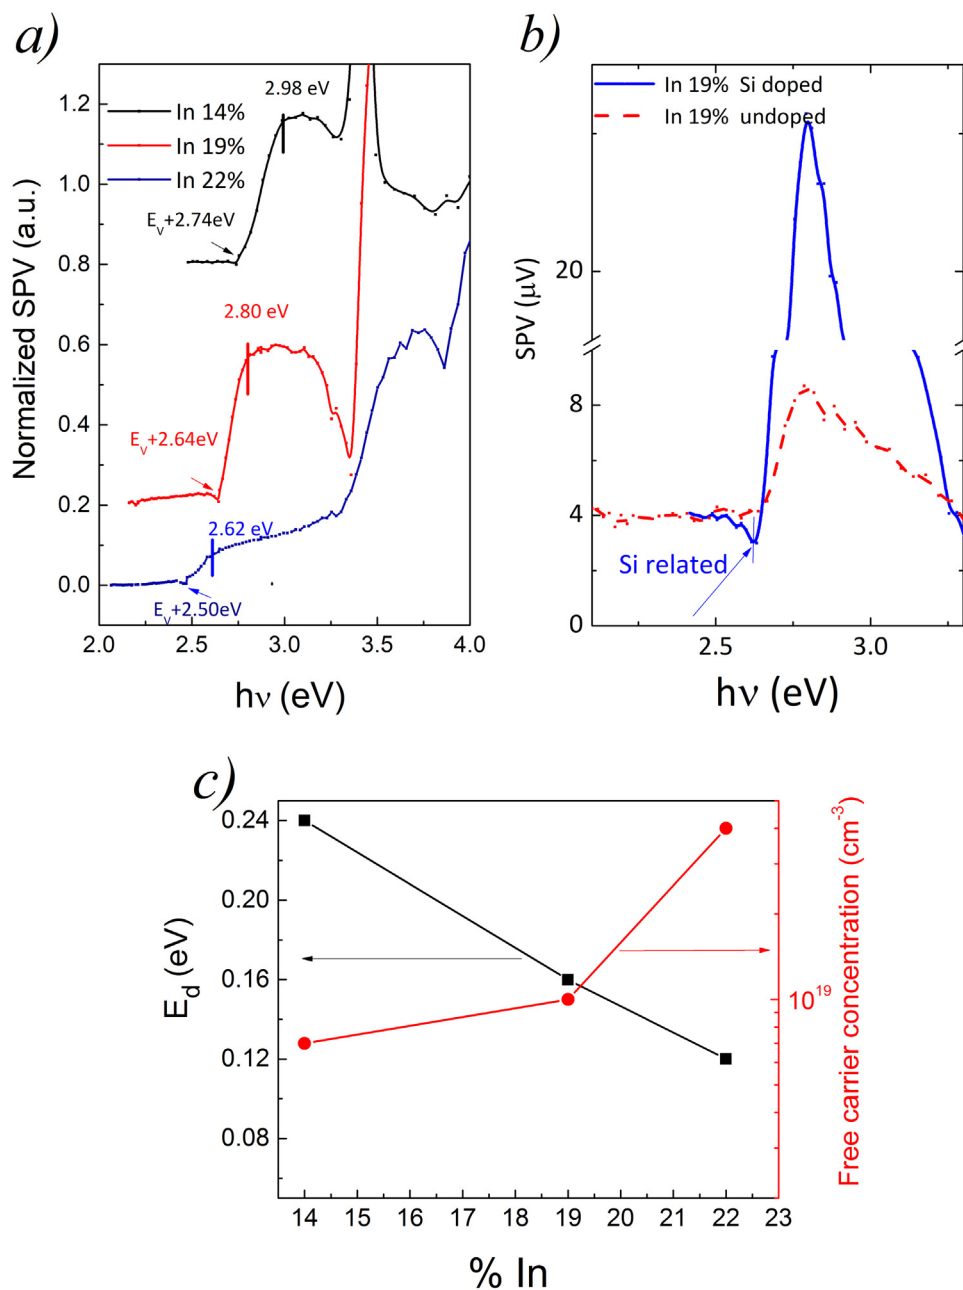 a)
Normalized SPV (a.u.)
1.2
1.0
0.8
0.6
0.4
0.2
0.0
In 14%
In 19%
In 22%
2.98 eV
E_V+2.74eV
2.80 eV
E_V+2.64eV
2.62 eV
E_V+2.50eV
2.0 2.5 3.0 3.5 4.0
hν (eV)
b)
In 19% Si doped
In 19% undoped
SPV (μV)
20
8
4
0
Si related
2.5 3.0
hν (eV)
c)
E_d (eV)
0.24
0.20
0.16
0.12
0.08
10^19
Free carrier concentration (cm^-3)
14 15 16 17 18 19 20 21 22 23
% In